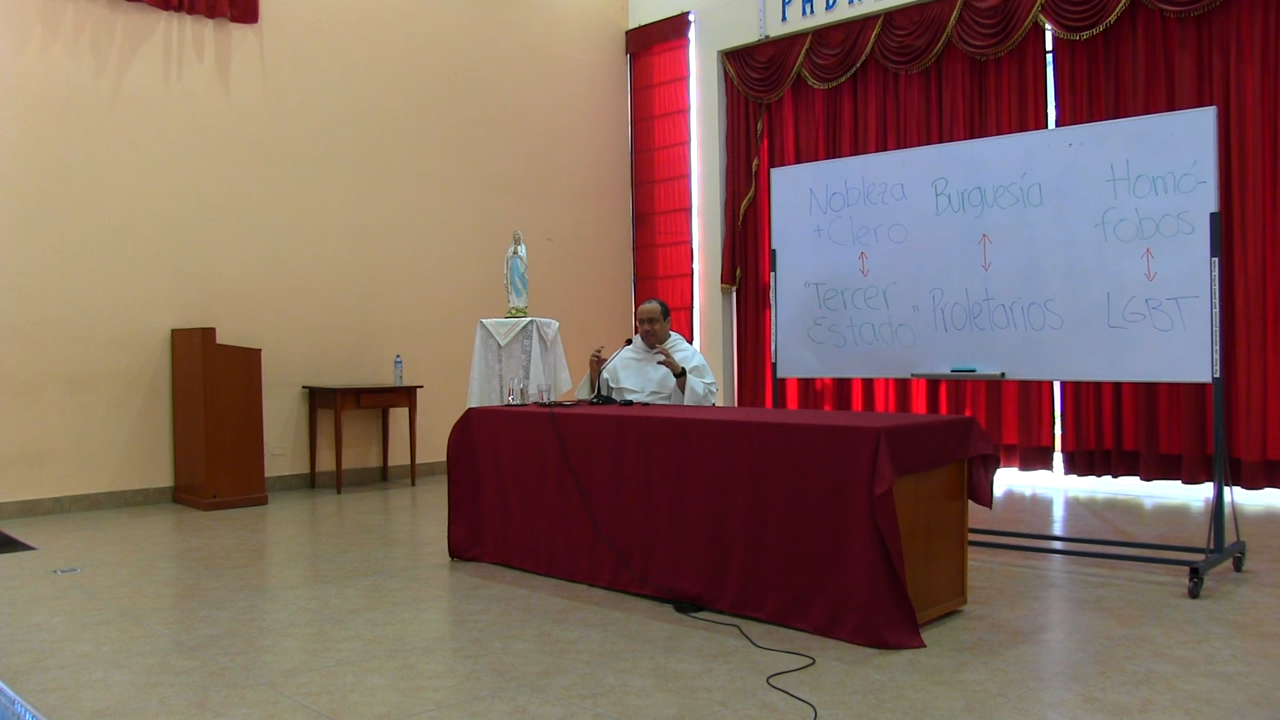 Nobleza
+ Clero
"Tercer
Estado"
Burguesía
Proletarios
Homó-
fobos
LGBT